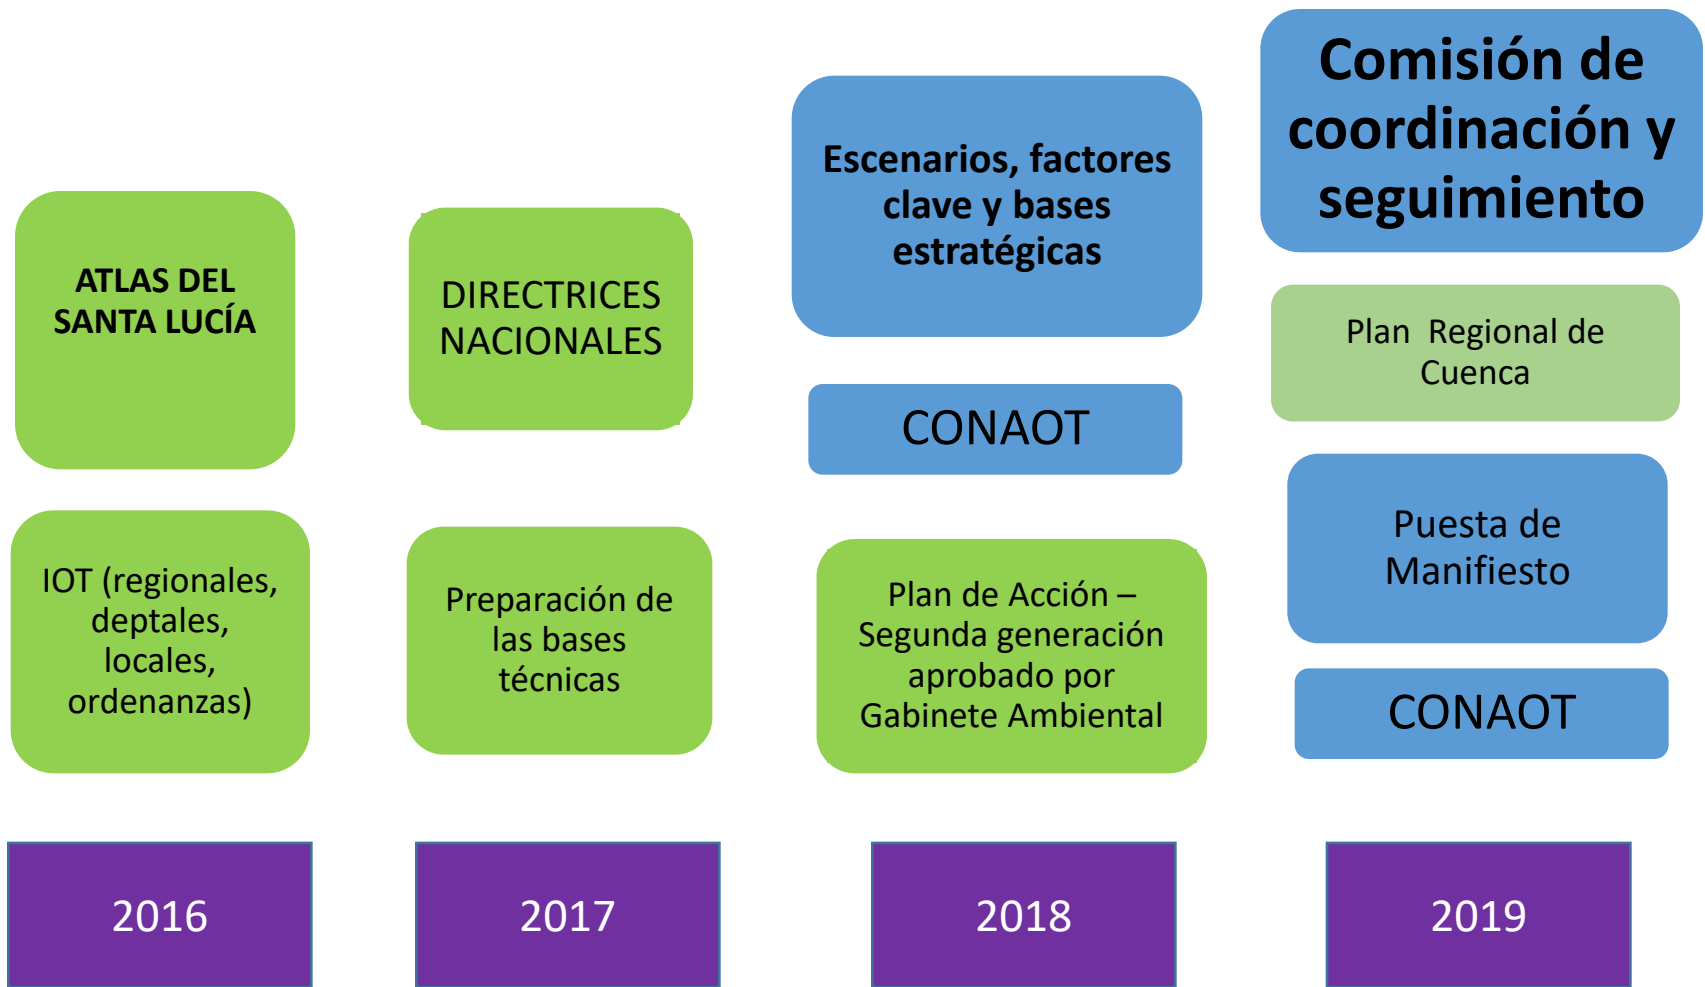 ATLAS DEL
SANTA LUCÍA
IOT (regionales,
deptales,
locales,
ordenanzas)
2016
DIRECTRICES
NACIONALES
Preparación de
las bases
técnicas
2017
Escenarios, factores
clave y bases
estratégicas
CONAOT
Plan de Acción –
Segunda generación
aprobado por
Gabinete Ambiental
2018
Comisión de
coordinación y
seguimiento
Plan Regional de
Cuenca
Puesta de
Manifiesto
CONAOT
2019